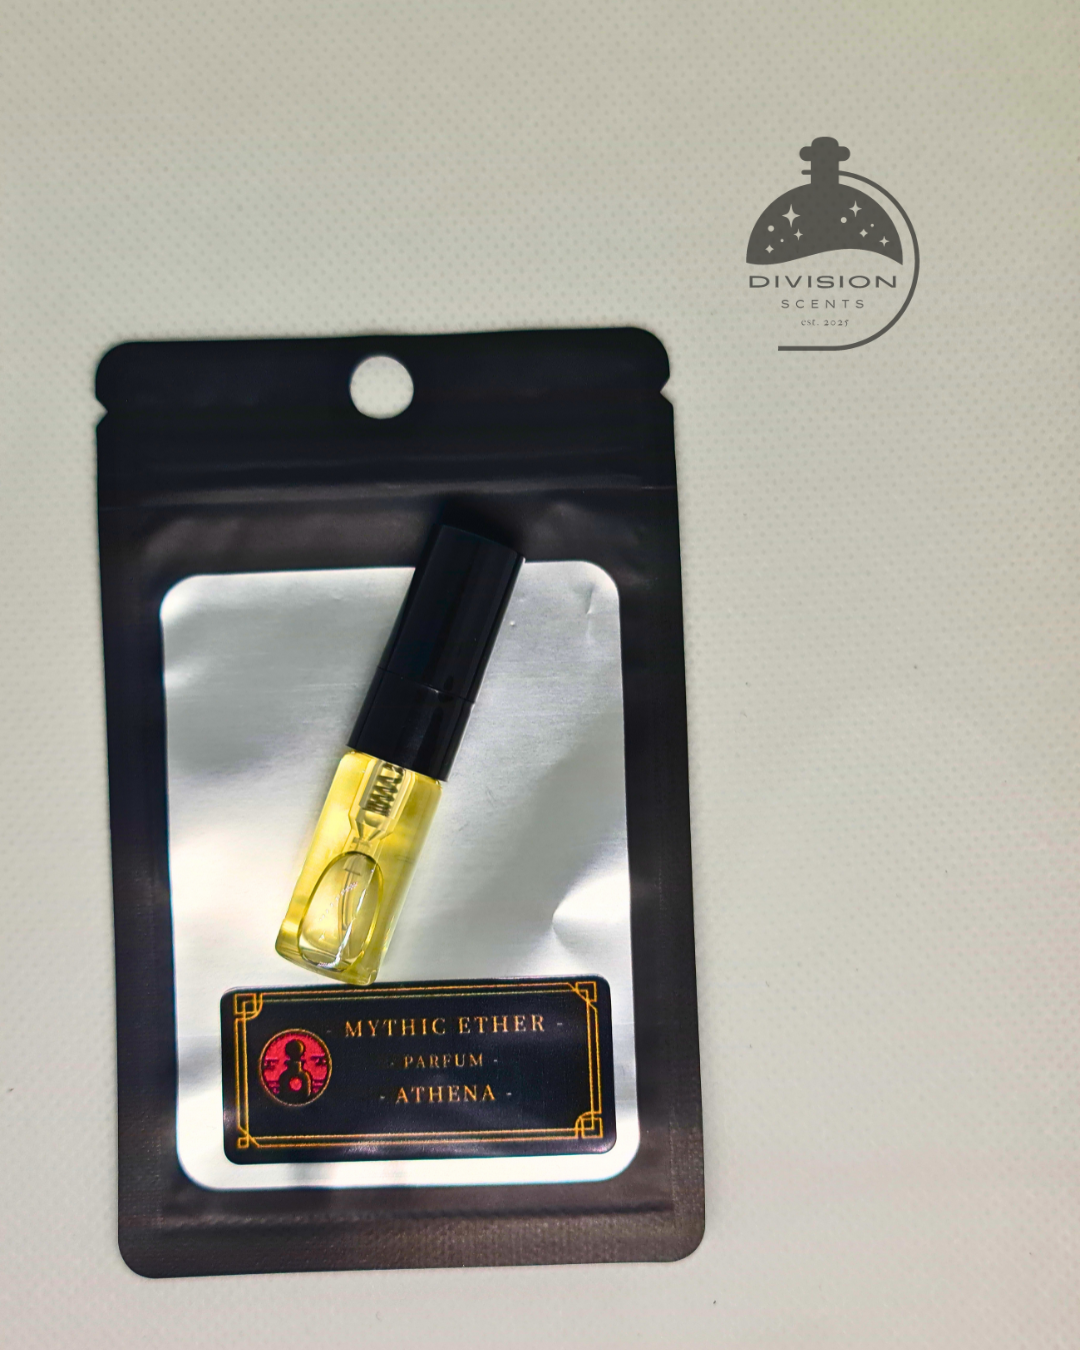 DIVISION
SCENTS
est. 2025
- MYTHIC ETHER -
- PARFUM -
- ATHENA -